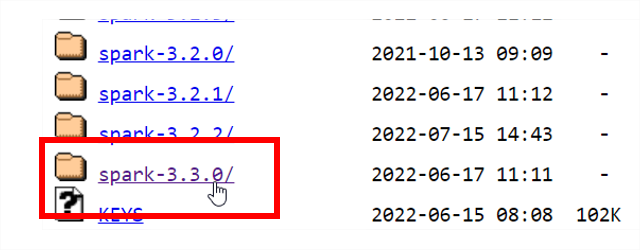 spark-3.2.0/ 2021-10-13 09:09 -
spark-3.2.1/ 2022-06-17 11:12 -
spark-3.2.2/ 2022-07-15 14:43 -
spark-3.3.0/ 2022-06-17 11:11 -
KEYS 2022-06-15 08:08 102K